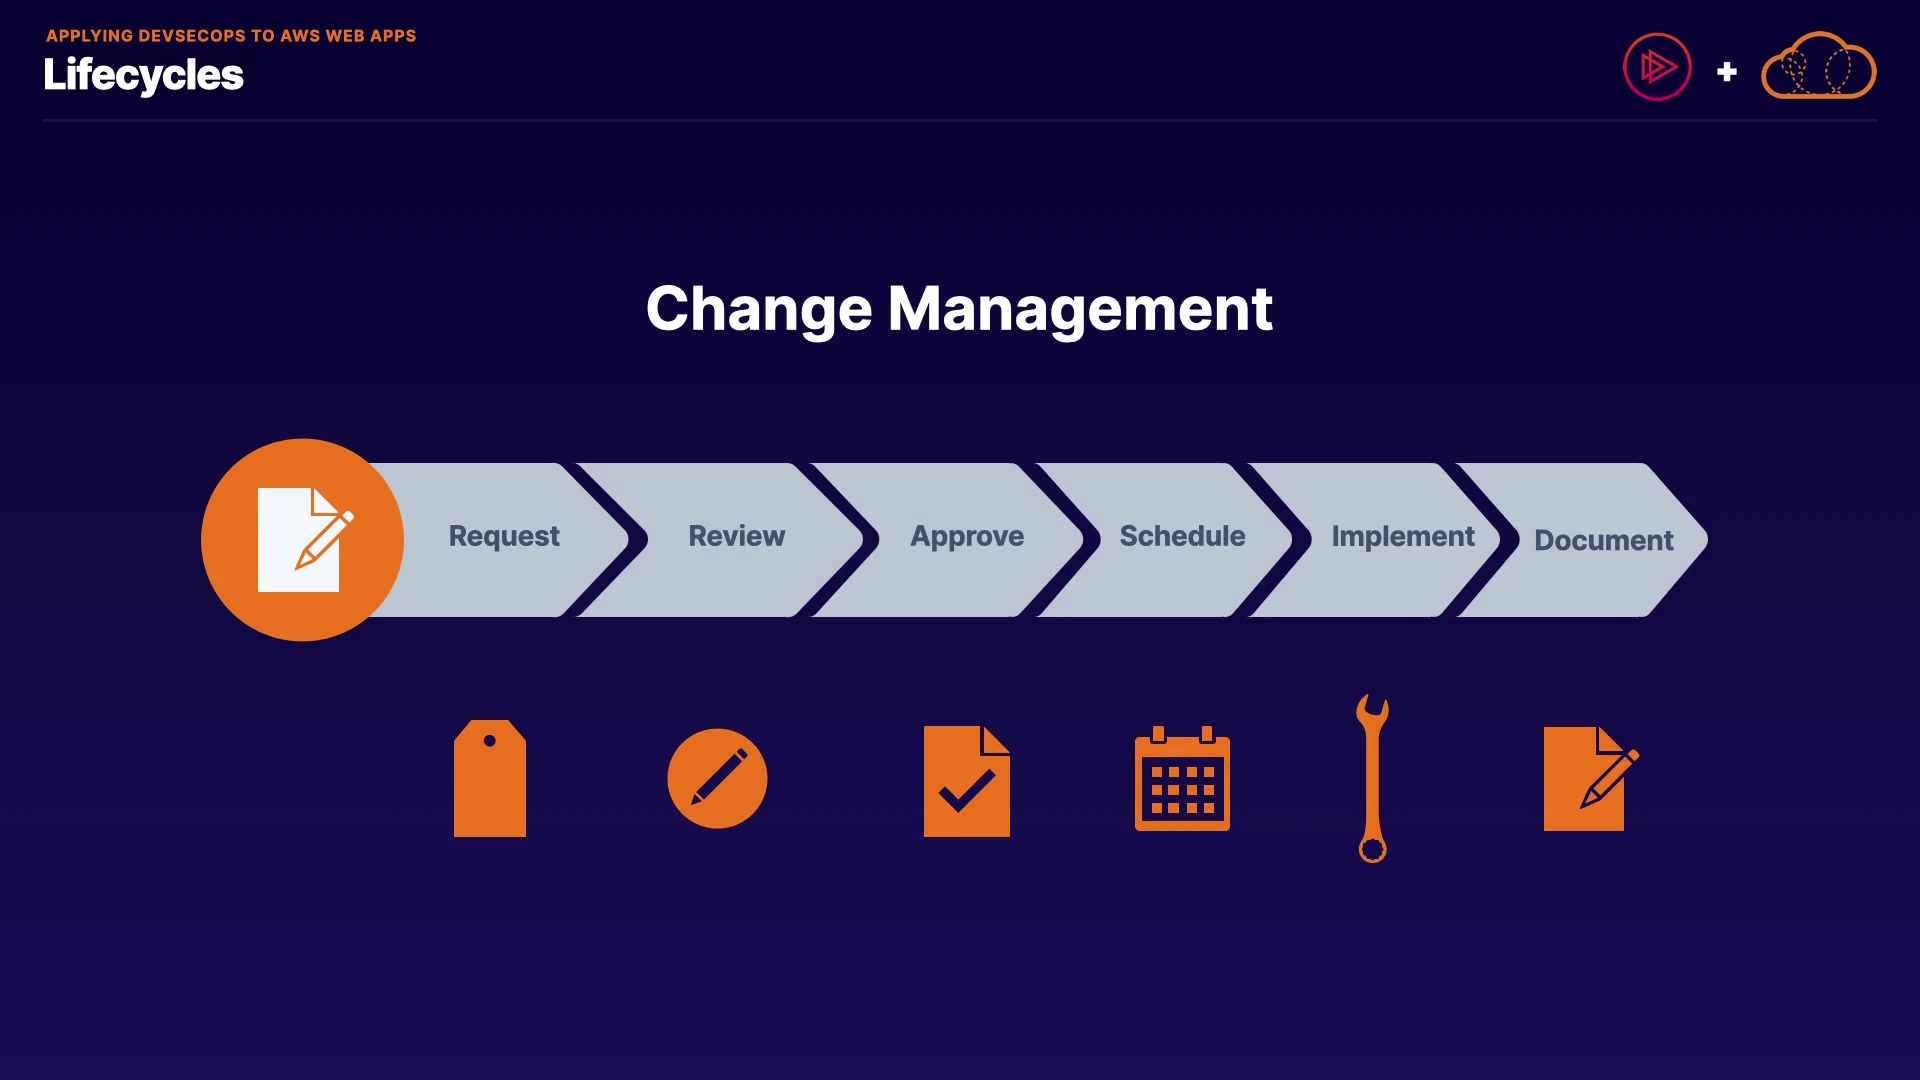 APPLYING DEVSECOPS TO AWS WEB APPS
Lifecycles
Change Management
Request
Review
Approve
Schedule
Implement
Document